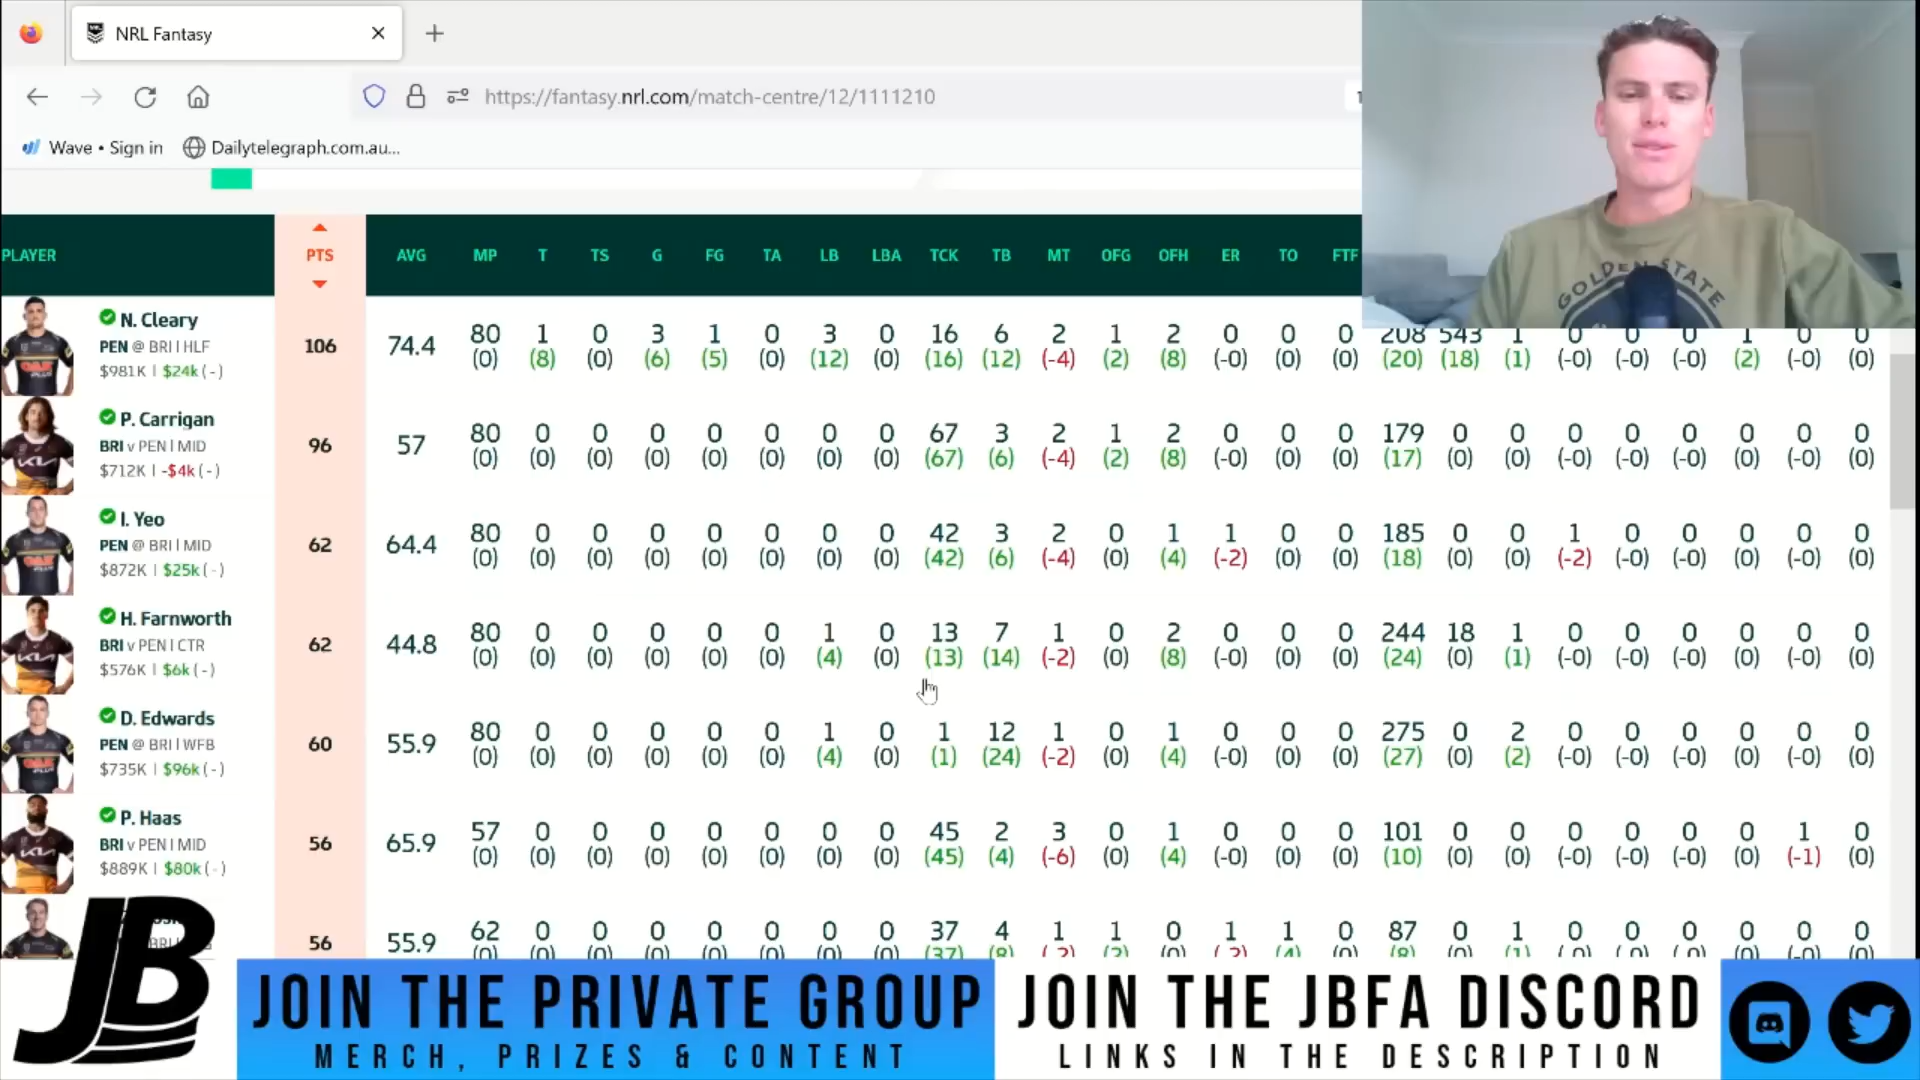 NRL Fantasy
https://fantasy.nrl.com/match-centre/12/1111210
Wave • Sign in Dailytelegraph.com.au...
PLAYER PTS AVG MP T TS G FG TA LB LBA TCK TB MT OFG OFH ER TO FTF
GOLDEN STATE
N. Cleary
PEN @ BRI | HLF
$981K | $24k (-)
106 74.4 80 1 0 3 1 0 3 0 16 6 2 1 2 0 0 0 208 543 1 0 0 0 1 0 0
(0) (8) (0) (6) (5) (0) (12) (0) (16) (12) (-4) (2) (8) (-0) (0) (0) (20) (18) (1) (-0) (-0) (-0) (2) (-0) (0)
P. Carrigan
BRI v PEN | MID
$712K | -$4k (-)
96 57 80 0 0 0 0 0 0 0 67 3 2 1 2 0 0 0 179 0 0 0 0 0 0 0 0
(0) (0) (0) (0) (0) (0) (0) (0) (67) (6) (-4) (2) (8) (-0) (0) (0) (17) (0) (0) (-0) (-0) (-0) (0) (-0) (0)
I. Yeo
PEN @ BRI | MID
$872K | $25k (-)
62 64.4 80 0 0 0 0 0 0 0 42 3 2 0 1 1 0 0 185 0 0 1 0 0 0 0 0
(0) (0) (0) (0) (0) (0) (0) (0) (42) (6) (-4) (0) (4) (-2) (0) (0) (18) (0) (0) (-2) (-0) (-0) (0) (-0) (0)
H. Farnworth
BRI v PEN | CTR
$576K | $6k (-)
62 44.8 80 0 0 0 0 0 1 0 13 7 1 0 2 0 0 0 244 18 1 0 0 0 0 0 0
(0) (0) (0) (0) (0) (0) (4) (0) (13) (14) (-2) (0) (8) (-0) (0) (0) (24) (0) (1) (-0) (-0) (-0) (0) (-0) (0)
D. Edwards
PEN @ BRI | WFB
$735K | $96k (-)
60 55.9 80 0 0 0 0 0 1 0 1 12 1 0 1 0 0 0 275 0 2 0 0 0 0 0 0
(0) (0) (0) (0) (0) (0) (4) (0) (1) (24) (-2) (0) (4) (-0) (0) (0) (27) (0) (2) (-0) (-0) (-0) (0) (-0) (0)
P. Haas
BRI v PEN | MID
$889K | $80k (-)
56 65.9 57 0 0 0 0 0 0 0 45 2 3 0 1 0 0 0 101 0 0 0 0 0 0 1 0
(0) (0) (0) (0) (0) (0) (0) (0) (45) (4) (-6) (0) (4) (-0) (0) (0) (10) (0) (0) (-0) (-0) (-0) (0) (-1) (0)
56 55.9 62 0 0 0 0 0 0 0 37 4 1 1 0 1 1 0 87 0 1 0 0 0 0 0 0
JB
JOIN THE PRIVATE GROUP
MERCH, PRIZES & CONTENT
JOIN THE JBFA DISCORD
LINKS IN THE DESCRIPTION